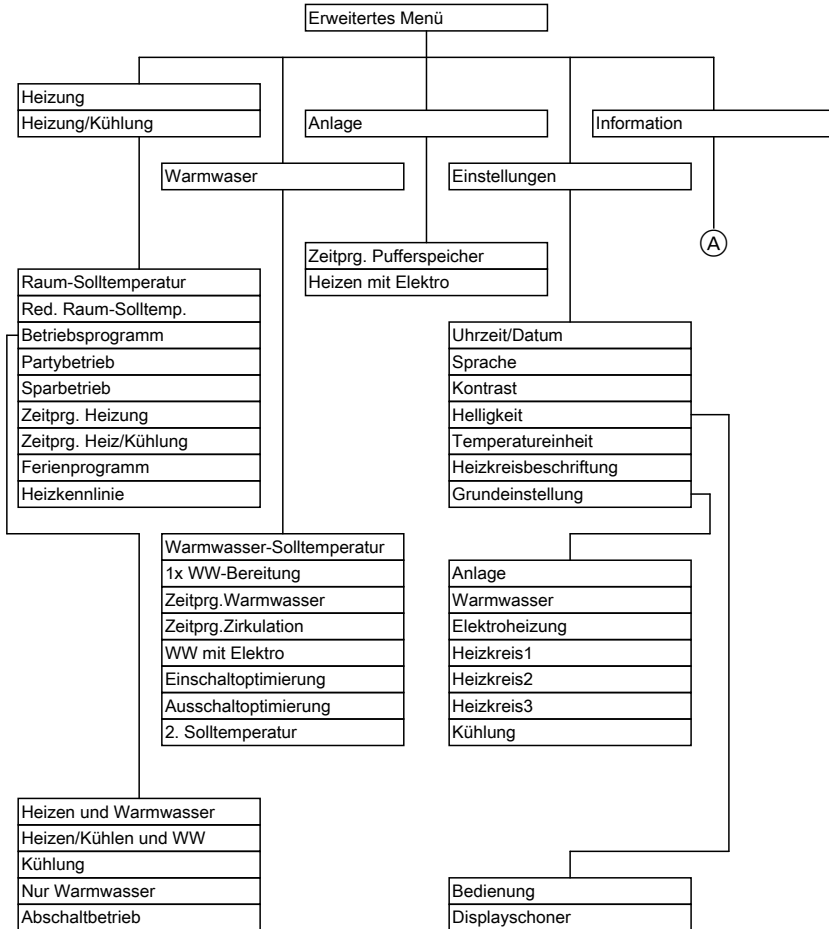 Erweitertes Menü
Heizung
Heizung/Kühlung
Anlage
Information
Warmwaser
Einstellungen
A
Zeitprg. Pufferspeicher
Heizen mit Elektro
Raum-Solltemperatur
Red. Raum-Solltemp.
Betriebsprogramm
Partybetrieb
Sparbetrieb
Zeitprg. Heizung
Zeitprg. Heiz/Kühlung
Ferienprogramm
Heizkennlinie
Uhrzeit/Datum
Sprache
Kontrast
Helligkeit
Temperatureinheit
Heizkreisbeschriftung
Grundeinstellung
Warmwasser-Solltemperatur
1x WW-Bereitung
Zeitprg.Warmwasser
Zeitprg.Zirkulation
WW mit Elektro
Einschaltoptimierung
Ausschaltoptimierung
2. Solltemperatur
Anlage
Warmwasser
Elektroheizung
Heizkreis1
Heizkreis2
Heizkreis3
Kühlung
Heizen und Warmwasser
Heizen/Kühlen und WW
Kühlung
Nur Warmwasser
Abschaltbetrieb
Bedienung
Displayschoner